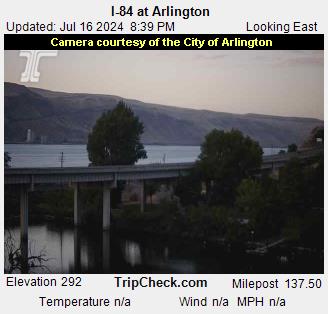 I-84 at Arlington
Updated: Jul 16 2024 8:39 PM Looking East
Camera courtesy of the City of Arlington
Elevation 292 TripCheck.com Milepost 137.50
Temperature n/a Wind n/a MPH n/a